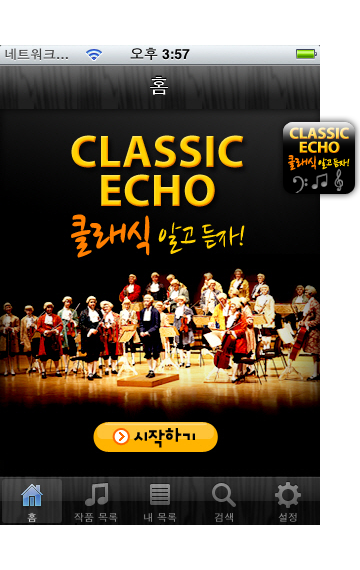 네트워크... 오후 3:57
홈
CLASSIC
ECHO
클래식 알고 듣자!
CLASSIC
ECHO
클래식 알고 듣자!
시작하기
홈 작품 목록 내 목록 검색 설정